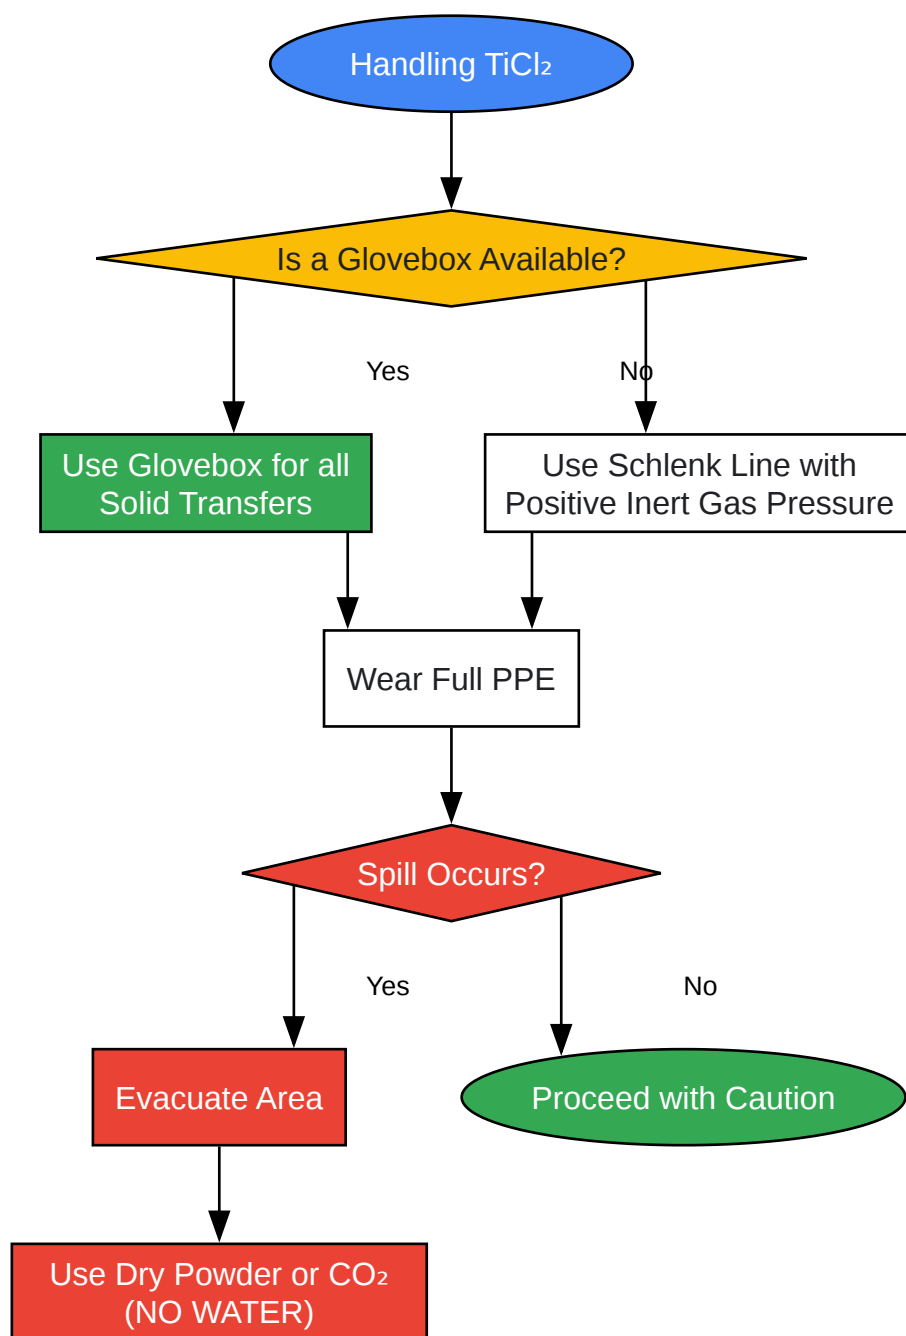 Handling TiCl₂
Is a Glovebox Available?
Yes
No
Use Glovebox for all
Solid Transfers
Use Schlenk Line with
Positive Inert Gas Pressure
Wear Full PPE
Spill Occurs?
Yes
No
Evacuate Area
Proceed with Caution
Use Dry Powder or CO₂
(NO WATER)